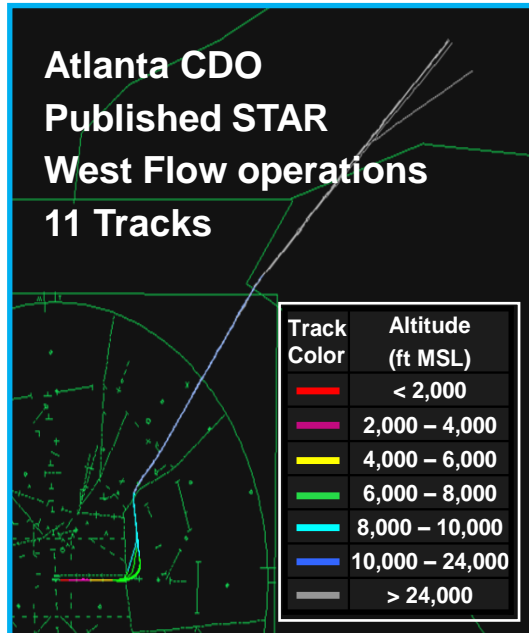 Atlanta CDO
Published STAR
West Flow operations
11 Tracks
Track Color Altitude (ft MSL)
< 2,000
2,000 – 4,000
4,000 – 6,000
6,000 – 8,000
8,000 – 10,000
10,000 – 24,000
> 24,000